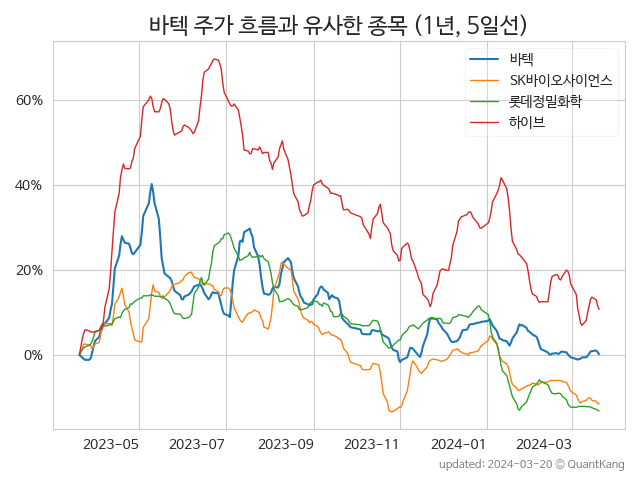 바텍 주가 흐름과 유사한 종목 (1년, 5일선)
바텍
SK바이오사이언스
롯데정밀화학
하이브
60%
40%
20%
0%
2023-05 2023-07 2023-09 2023-11 2024-01 2024-03
updated: 2024-03-20 © QuantKang